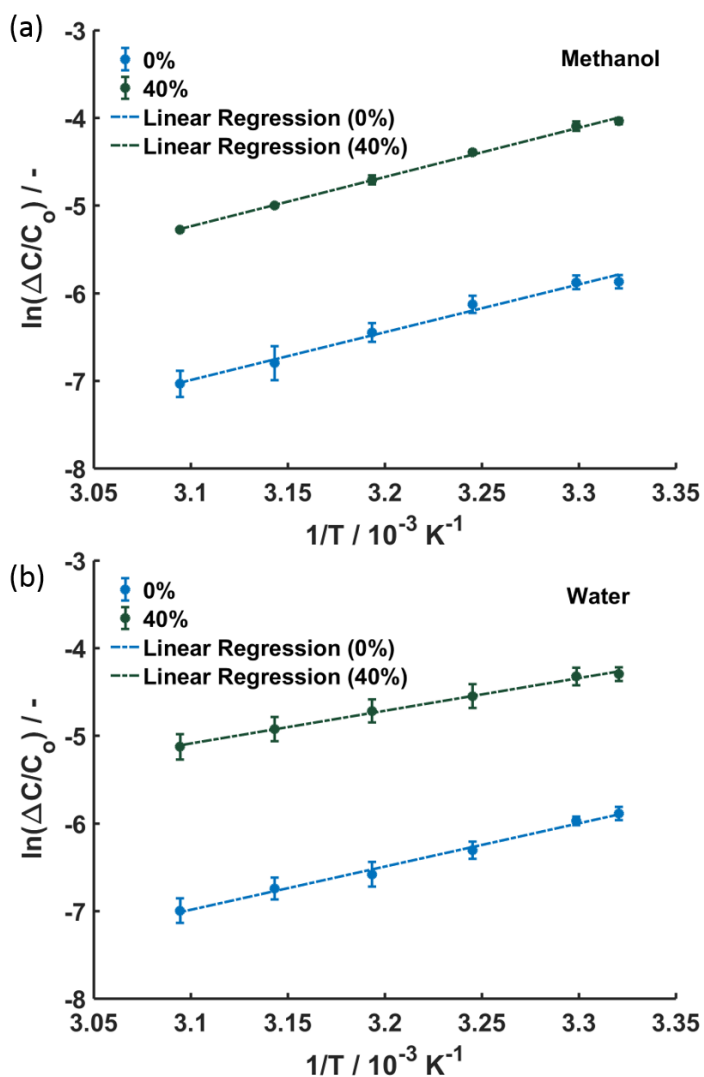 (a)
-3
0%
40%
Methanol
Linear Regression (0%)
Linear Regression (40%)
-4
-5
-6
-7
-8
ln(ΔC/C₀) / -
3.05 3.1 3.15 3.2 3.25 3.3 3.35
1/T / 10⁻³ K⁻¹
(b)
-3
0%
40%
Water
Linear Regression (0%)
Linear Regression (40%)
-4
-5
-6
-7
-8
ln(ΔC/C₀) / -
3.05 3.1 3.15 3.2 3.25 3.3 3.35
1/T / 10⁻³ K⁻¹